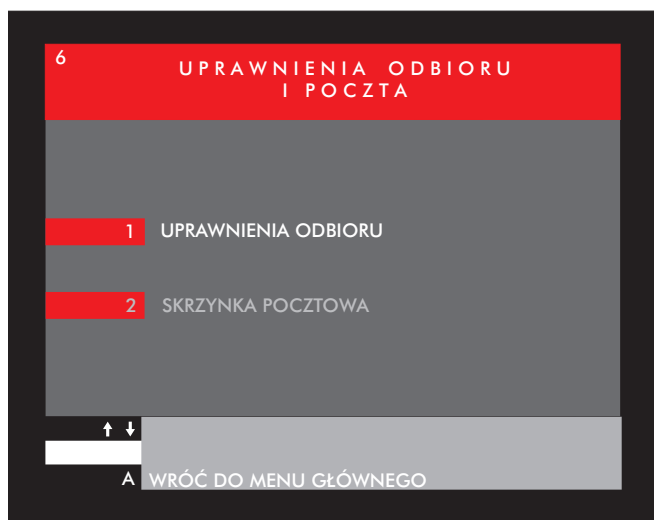 6
UPRAWNIENIA ODBIORU
I POCZTA
1 UPRAWNIENIA ODBIORU
2 SKRZYNKA POCZTOWA
A WRÓĆ DO MENU GŁÓWNEGO